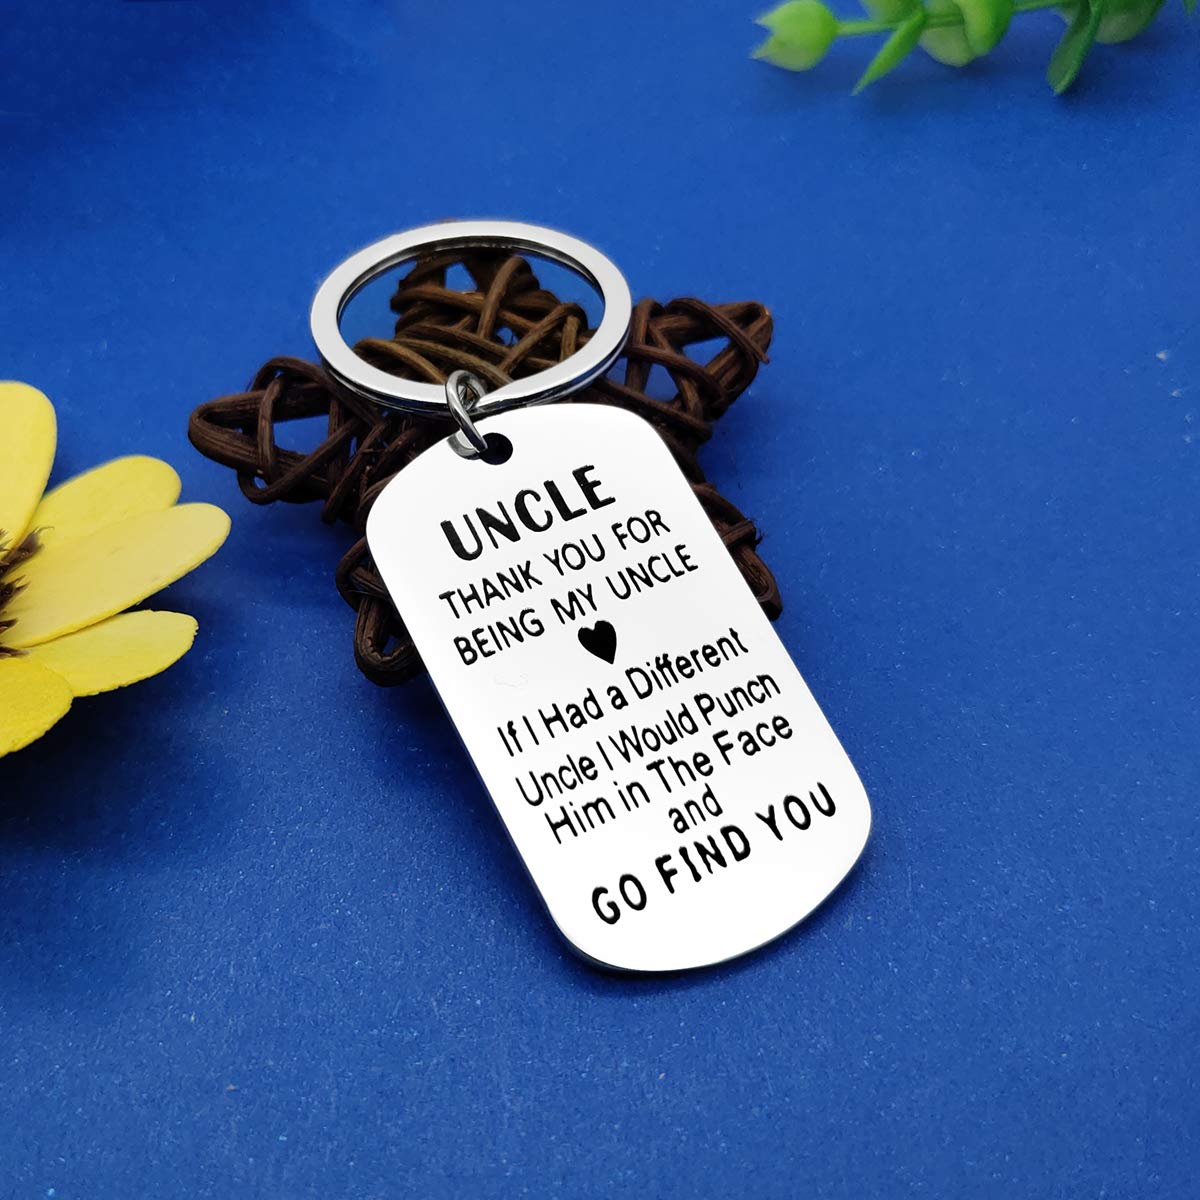 UNCLE
THANK YOU FOR
BEING MY UNCLE
If I Had a Different
Uncle I Would Punch
Him in The Face
and
GO FIND YOU